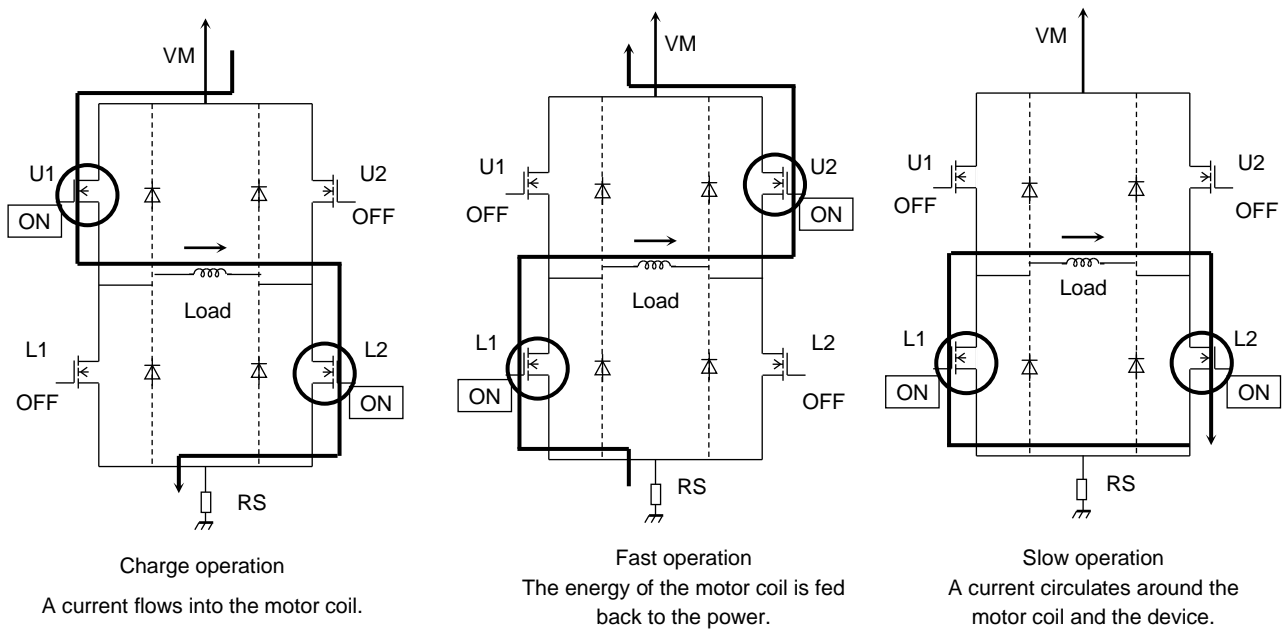 VM
U1
U2
ON
OFF
Load
L1
L2
OFF
ON
RS
Charge operation
A current flows into the motor coil.
VM
U1
U2
OFF
ON
Load
L1
L2
ON
OFF
RS
Fast operation
The energy of the motor coil is fed
back to the power.
VM
U1
U2
OFF
OFF
Load
L1
L2
ON
ON
RS
Slow operation
A current circulates around the
motor coil and the device.